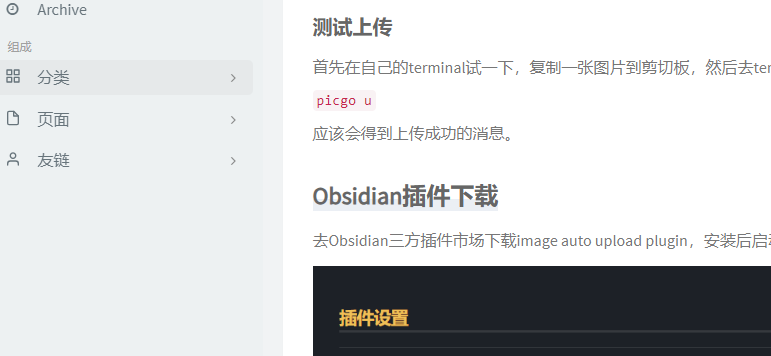 Archive
组成
分类
页面
友链
测试上传
首先在自己的terminal试一下，复制一张图片到剪切板，然后去ter
picgo u
应该会得到上传成功的消息。
Obsidian插件下载
去Obsidian三方插件市场下载image auto upload plugin，安装后启动
插件设置